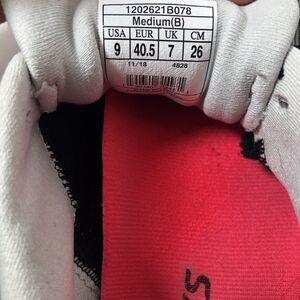 1202621B078
Medium(B)
USA EUR UK CM
9 40.5 7 26
11/18 4828